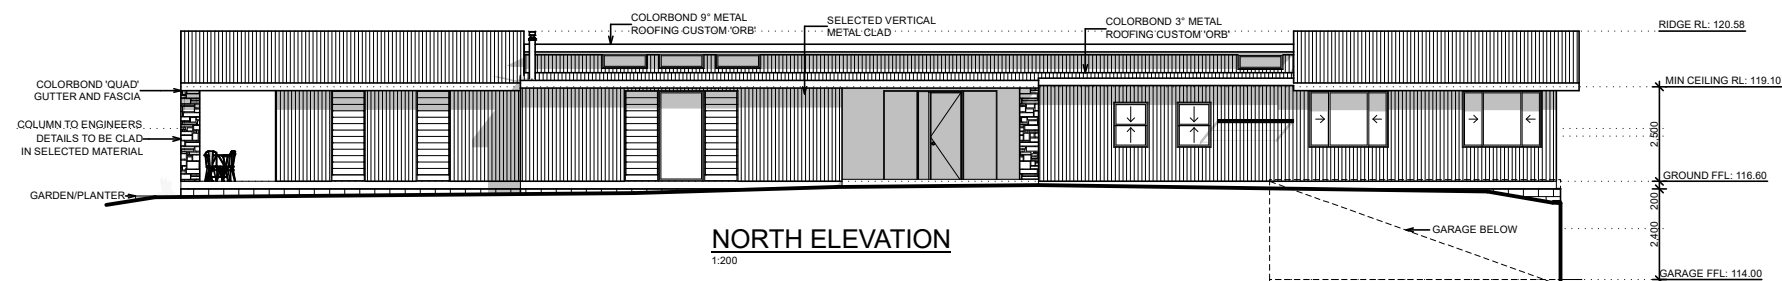 COLORBOND 9° METAL
ROOFING CUSTOM 'ORB'
SELECTED VERTICAL
METAL CLAD
COLORBOND 3° METAL
ROOFING CUSTOM 'ORB'
RIDGE RL: 120.58
COLORBOND 'QUAD'
GUTTER AND FASCIA
MIN CEILING RL: 119.10
COLUMN TO ENGINEERS
DETAILS TO BE CLAD
IN SELECTED MATERIAL
2,500
GARDEN/PLANTER
GROUND FFL: 116.60
200
2,400
GARAGE BELOW
GARAGE FFL: 114.00
NORTH ELEVATION
1:200